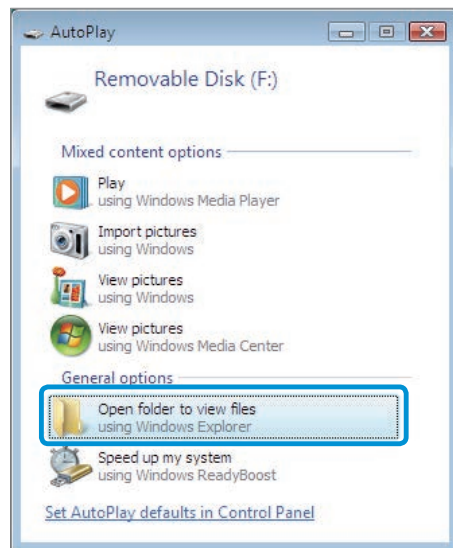 AutoPlay
Removable Disk (F:)
Mixed content options
Play
using Windows Media Player
Import pictures
using Windows
View pictures
using Windows
View pictures
using Windows Media Center
General options
Open folder to view files
using Windows Explorer
Speed up my system
using Windows ReadyBoost
Set AutoPlay defaults in Control Panel